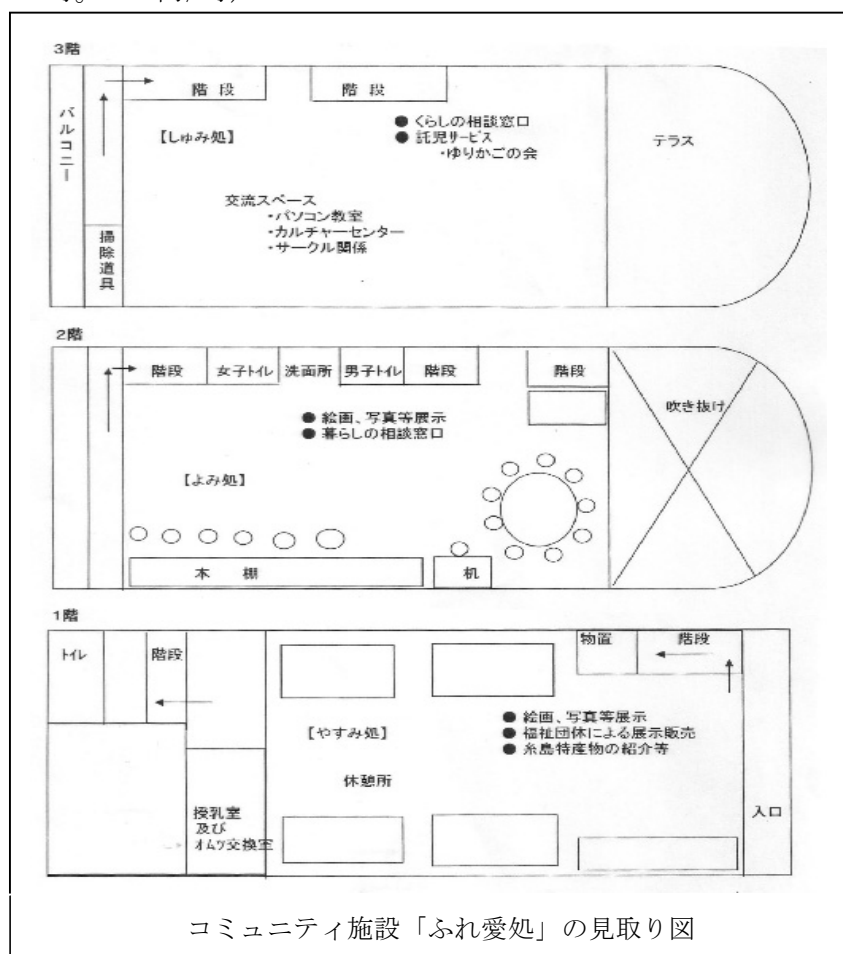 3階
階段
階段
バルコニー
【しゅみ処】
● くらしの相談窓口
● 託児サービス
・ゆりかごの会
テラス
交流スペース
・パソコン教室
・カルチャーセンター
・サークル関係
掃除道具
2階
階段
女子トイレ
洗面所
男子トイレ
階段
階段
吹き抜け
● 絵画、写真等展示
● 暮らしの相談窓口
【よみ処】
本棚
机
1階
トイレ
階段
物置
階段
【やすみ処】
● 絵画、写真等展示
● 福祉団体による展示販売
● 糸島特産物の紹介等
休憩所
授乳室
及び
オムツ交換室
入口
コミュニティ施設「ふれ愛処」の見取り図